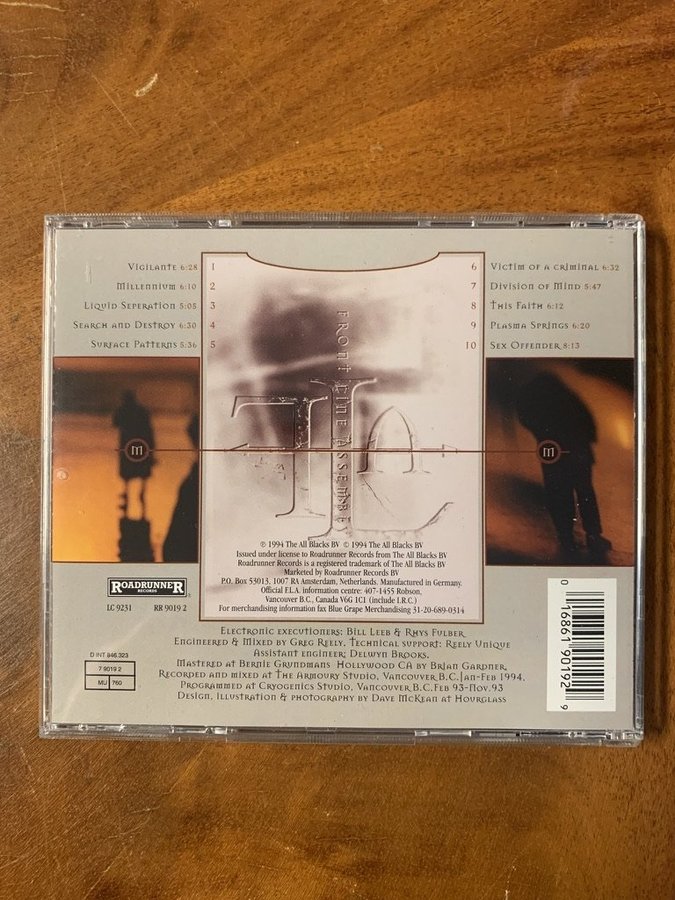 Vigilante 6:28 1
Millennium 6:10 2
Liquid Seperation 5:05 3
Search and Destroy 6:30 4
Surface Patterns 5.36 5
6 Victim of a criminal 6:32
7 Division of Mind 5:47
8 This Faith 6:12
9 Plasma Springs 6:20
10 Sex Offender 8:13
FRONT LINE ASSEMBLY
FLA
M
M
℗ 1994 The All Blacks BV © 1994 The All Blacks BV
Issued under license to Roadrunner Records from The All Blacks BV
Roadrunner Records is a registered trademark of The All Blacks BV
Marketed by Roadrunner Records BV
P.O. Box 53013, 1007 RA Amsterdam, Netherlands. Manufactured in Germany.
Official F.L.A. information centre: 407-1455 Robson,
Vancouver B.C., Canada V6G 1C1 (include I.R.C.)
For merchandising information fax Blue Grape Merchandising 31-20-689-0314
ROADRUNNER
RECORDS
LC 9231 RR 9019 2
Electronic executioners: Bill Leeb & Rhys Fulber
Engineered & Mixed by Greg Reely, Technical support: Reely Unique
Assistant engineer; Delwyn Brooks.
Mastered at Bernie Grundmans Hollywood CA by Brian Gardner,
Recorded and mixed at The Armoury Studio, Vancouver B.C. Jan-Feb 1994.
Programmed at Cryogenics Studio, Vancouver B.C. Feb 93-Nov.93
Design, illustration & photography by Dave McKean at Hourglass
D INT 846.323
7 9019 2
MU 760
0 16861 90192 9